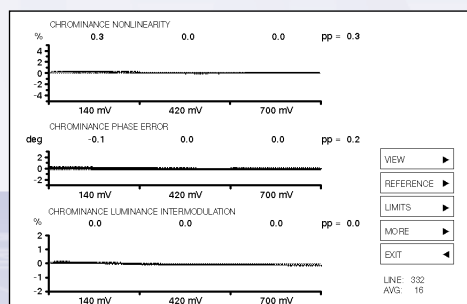 CHROMINANCE NONLINEARITY
% 0.3 0.0 0.0 pp = 0.3
4
2
0
-2
-4
140 mV 420 mV 700 mV
CHROMINANCE PHASE ERROR
deg -0.1 0.0 0.0 pp = 0.2
2
0
-2
140 mV 420 mV 700 mV
CHROMINANCE LUMINANCE INTERMODULATION
% 0.0 0.0 0.0 pp = 0.0
2
1
0
-1
-2
140 mV 420 mV 700 mV
VIEW ▶
REFERENCE ▶
LIMITS ▶
MORE ▶
EXIT ◀
LINE: 332
AVG: 16